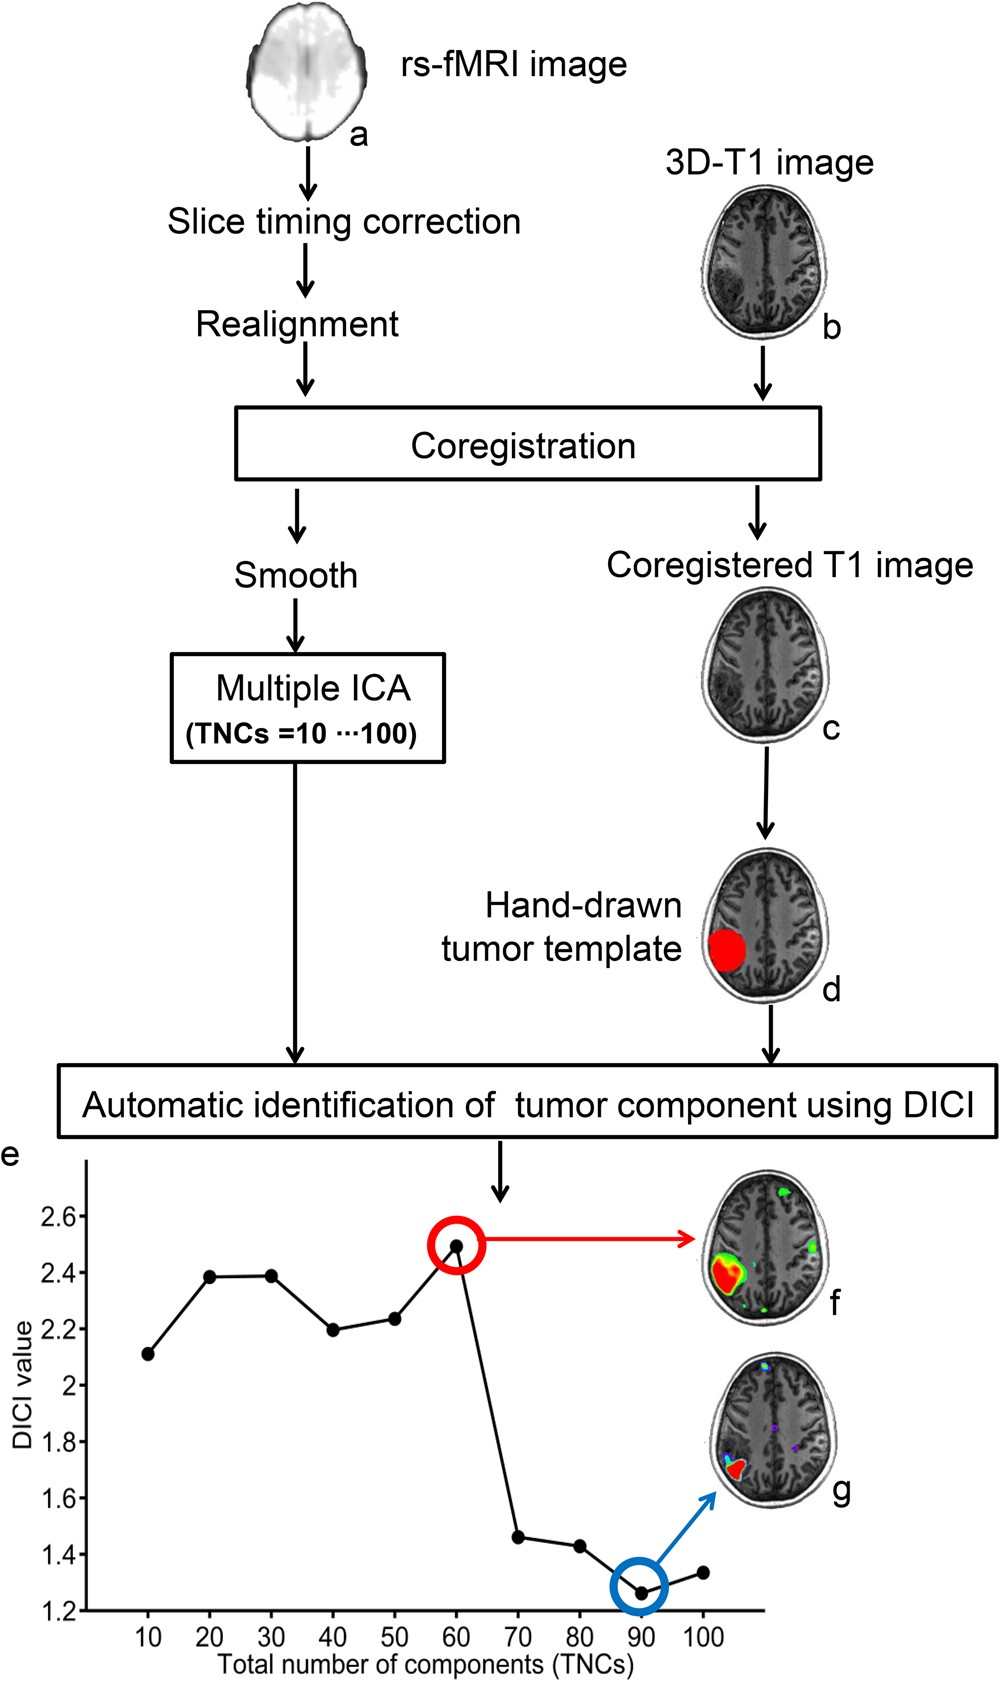 rs-fMRI image
a
3D-T1 image
Slice timing correction
b
Realignment
Coregistration
Coregistered T1 image
Smooth
Multiple ICA
(TNCs =10 ···100)
c
Hand-drawn
tumor template
d
Automatic identification of tumor component using DICI
e
2.6
2.4
2.2
2
1.8
1.6
1.4
1.2
DICI value
f
g
10 20 30 40 50 60 70 80 90 100
Total number of components (TNCs)